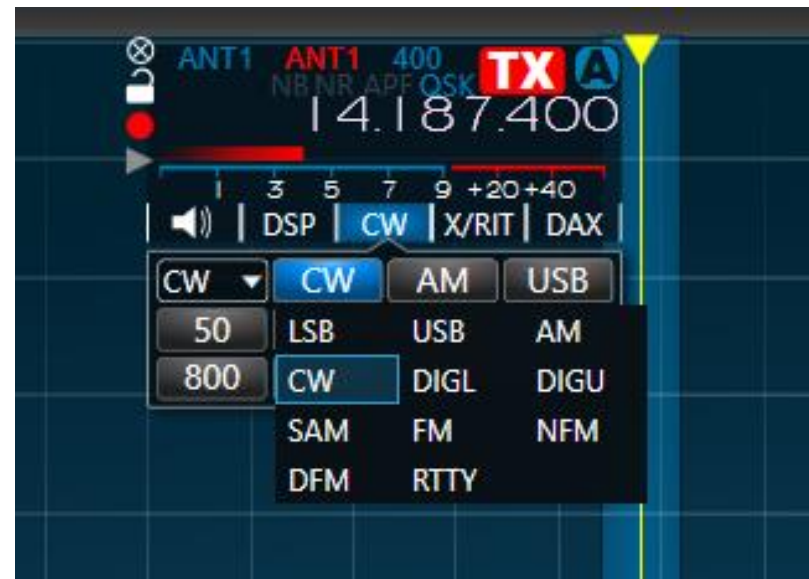 ANT1 ANT1 400 TX A
NB NR APF QSK
14.187.400
1 3 5 7 9 +20 +40
DSP CW X/RIT DAX
CW CW AM USB
50 LSB USB AM
800 CW DIGL DIGU
SAM FM NFM
DFM RTTY